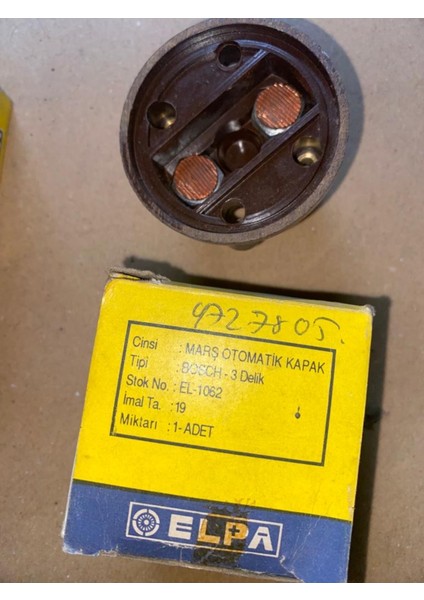 4727805.
Cinsi : MARŞ OTOMATİK KAPAK
Tipi : BOSCH - 3 Delik
Stok No. : EL-1062
İmal Ta. : 19
Miktarı : 1- ADET
ELPA